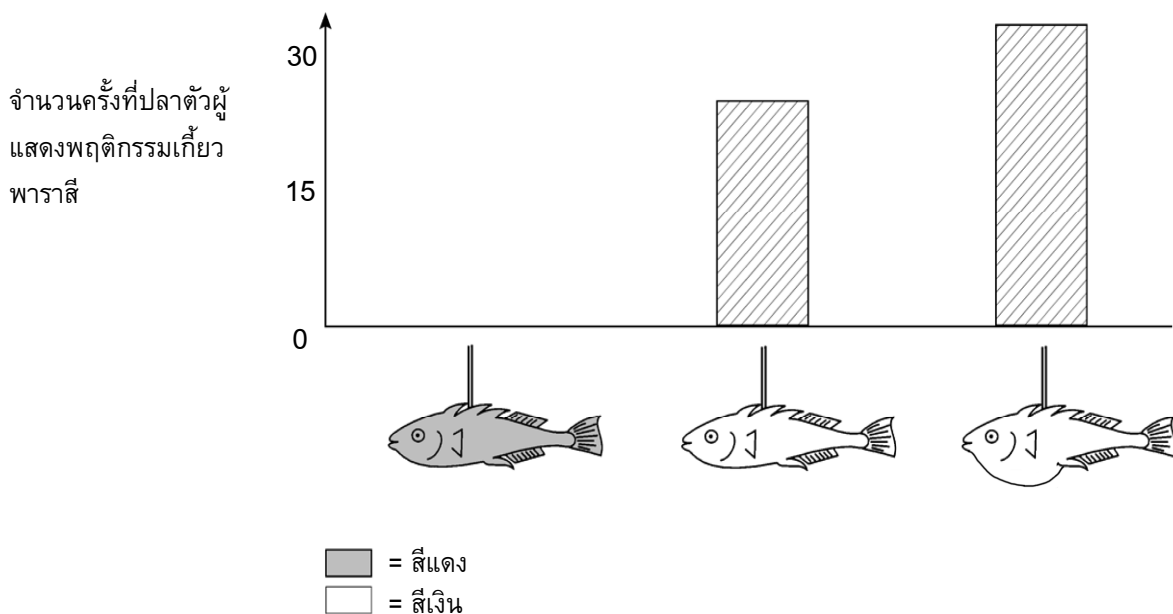 30
จำนวนครั้งที่ปลาตัวผู้
แสดงพฤติกรรมเกี้ยว
พาราสี
15
0
= สีแดง
= สีเงิน